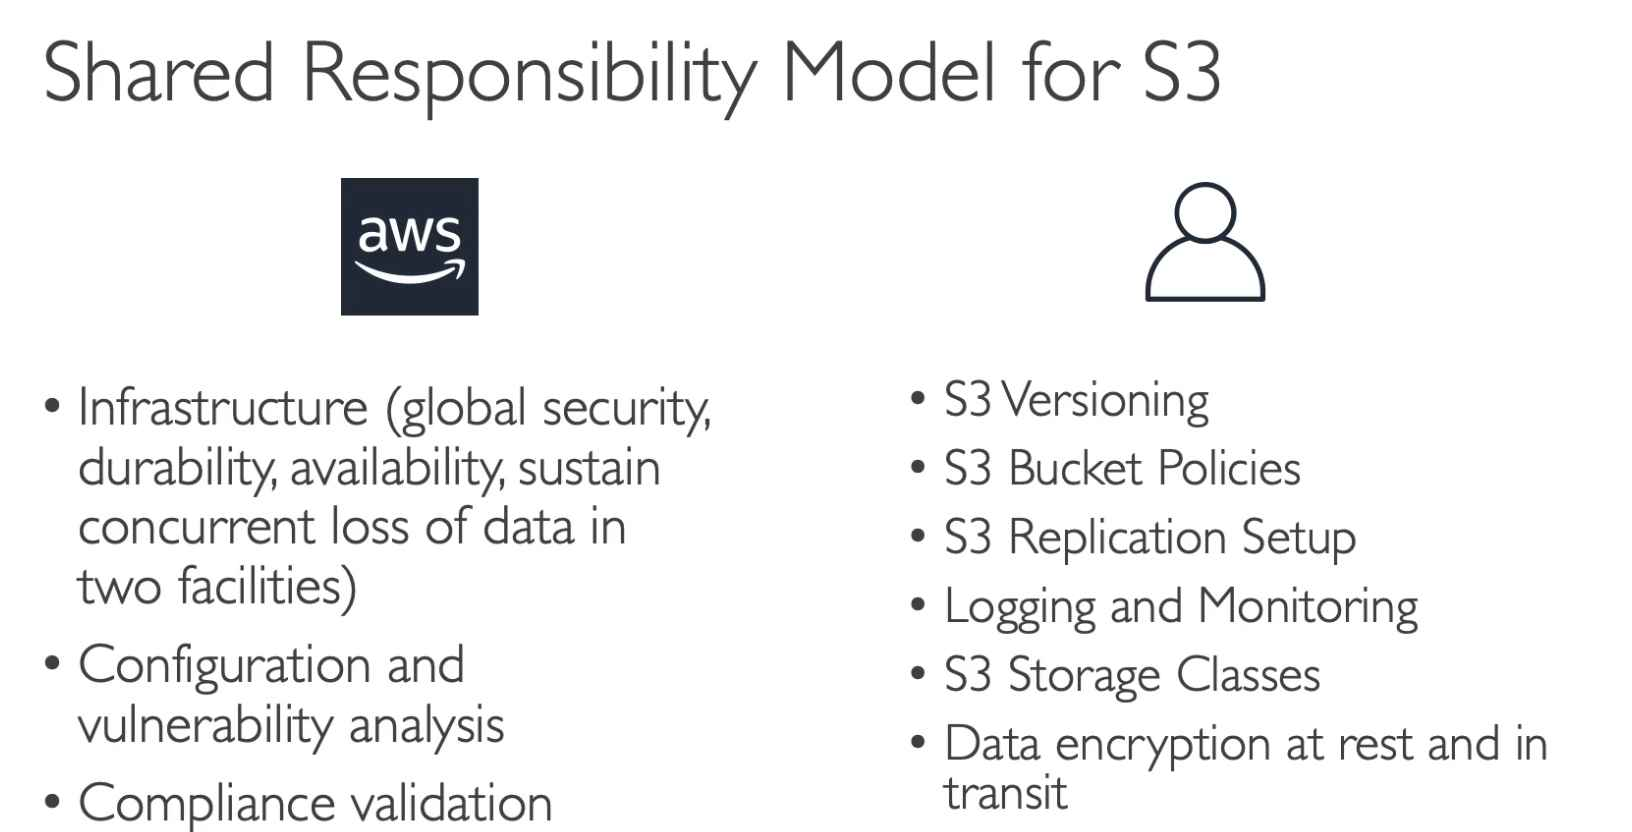 Shared Responsibility Model for S3
aws
• Infrastructure (global security,
durability, availability, sustain
concurrent loss of data in
two facilities)
• Configuration and
vulnerability analysis
• Compliance validation
• S3 Versioning
• S3 Bucket Policies
• S3 Replication Setup
• Logging and Monitoring
• S3 Storage Classes
• Data encryption at rest and in
transit